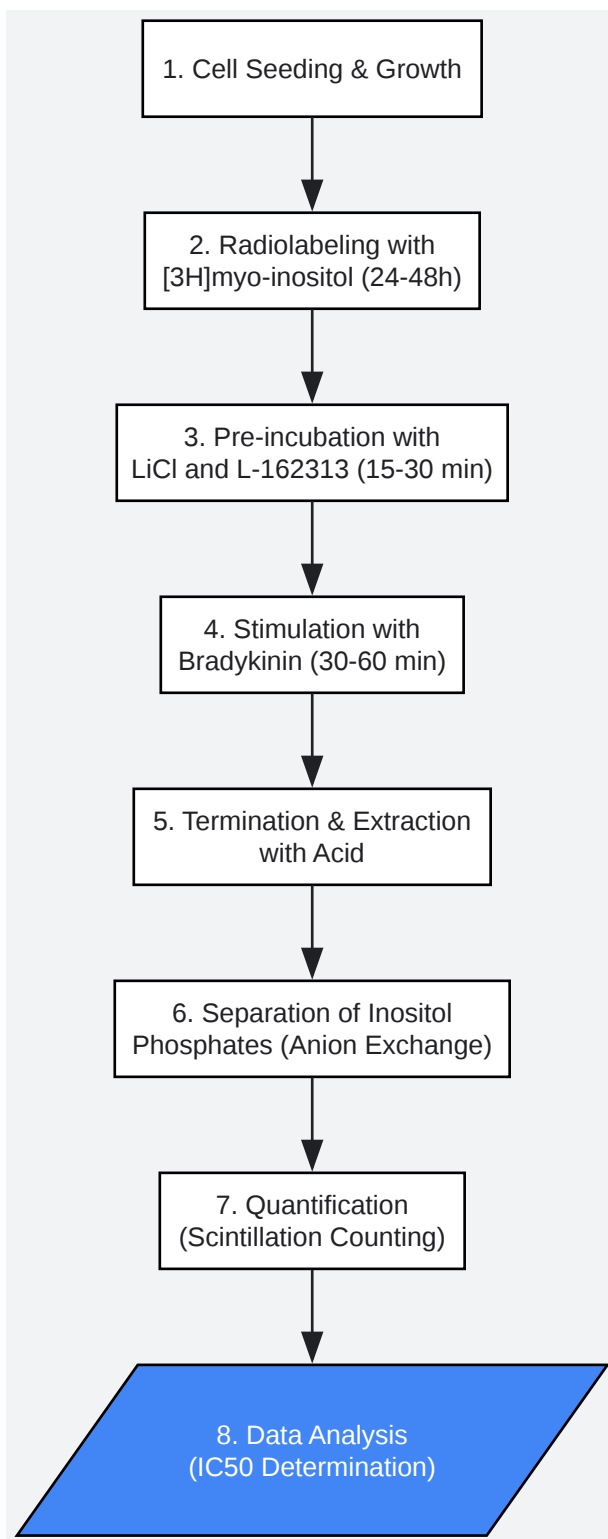 1. Cell Seeding & Growth
2. Radiolabeling with
[3H]myo-inositol (24-48h)
3. Pre-incubation with
LiCl and L-162313 (15-30 min)
4. Stimulation with
Bradykinin (30-60 min)
5. Termination & Extraction
with Acid
6. Separation of Inositol
Phosphates (Anion Exchange)
7. Quantification
(Scintillation Counting)
8. Data Analysis
(IC50 Determination)